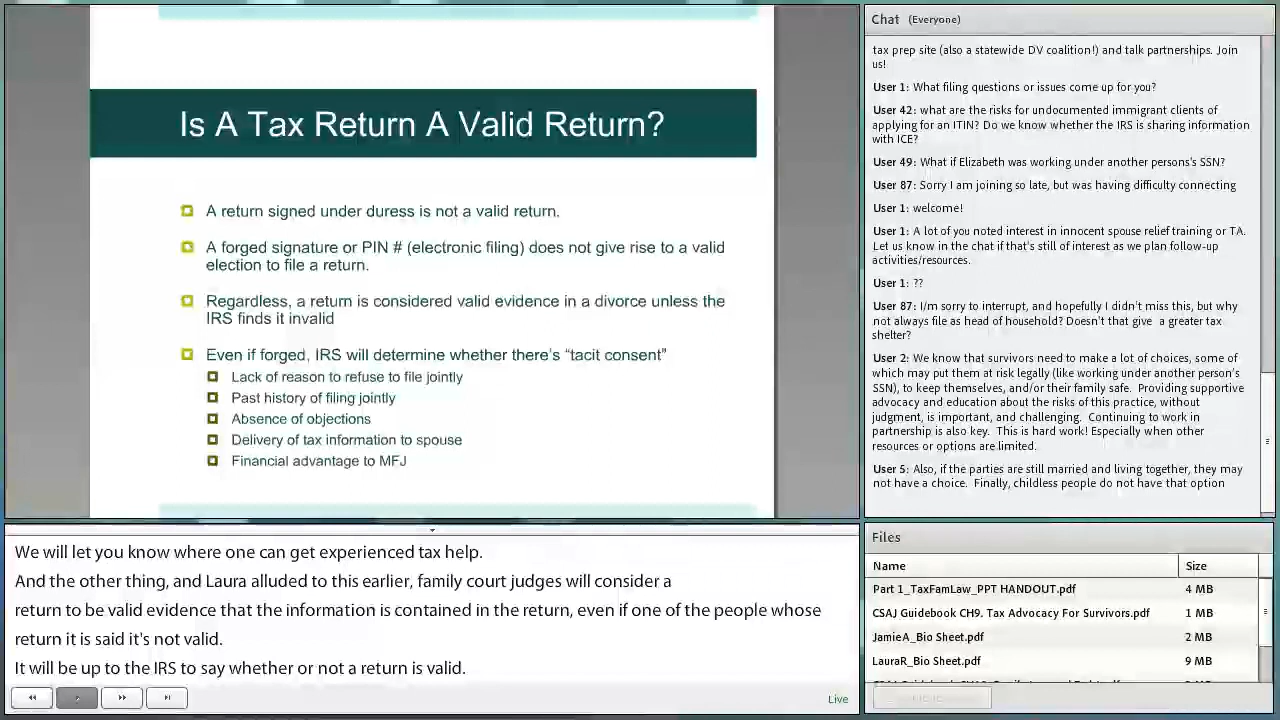 Is A Tax Return A Valid Return?
A return signed under duress is not a valid return.
A forged signature or PIN # (electronic filing) does not give rise to a valid
election to file a return.
Regardless, a return is considered valid evidence in a divorce unless the
IRS finds it invalid
Even if forged, IRS will determine whether there's “tacit consent”
Lack of reason to refuse to file jointly
Past history of filing jointly
Absence of objections
Delivery of tax information to spouse
Financial advantage to MFJ
We will let you know where one can get experienced tax help.
And the other thing, and Laura alluded to this earlier, family court judges will consider a
return to be valid evidence that the information is contained in the return, even if one of the people whose
return it is said it's not valid.
It will be up to the IRS to say whether or not a return is valid.
Live
Chat (Everyone)
tax prep site (also a statewide DV coalition!) and talk partnerships. Join
us!
User 1: What filing questions or issues come up for you?
User 42: what are the risks for undocumented immigrant clients of
applying for an ITIN? Do we know whether the IRS is sharing information
with ICE?
User 49: What if Elizabeth was working under another persons's SSN?
User 87: Sorry I am joining so late, but was having difficulty connecting
User 1: welcome!
User 1: A lot of you noted interest in innocent spouse relief training or TA.
Let us know in the chat if that's still of interest as we plan follow-up
activities/resources.
User 1: ??
User 87: I/m sorry to interrupt, and hopefully I didn't miss this, but why
not always file as head of household? Doesn't that give a greater tax
shelter?
User 2: We know that survivors need to make a lot of choices, some of
which may put them at risk legally (like working under another person's
SSN), to keep themselves, and/or their family safe. Providing supportive
advocacy and education about the risks of this practice, without
judgment, is important, and challenging. Continuing to work in
partnership is also key. This is hard work! Especially when other
resources or options are limited.
User 5: Also, if the parties are still married and living together, they may
not have a choice. Finally, childless people do not have that option
Files
Name Size
Part 1_TaxFamLaw_PPT HANDOUT.pdf 4 MB
CSAJ Guidebook CH9. Tax Advocacy For Survivors.pdf 1 MB
JamieA_Bio Sheet.pdf 2 MB
LauraR_Bio Sheet.pdf 9 MB